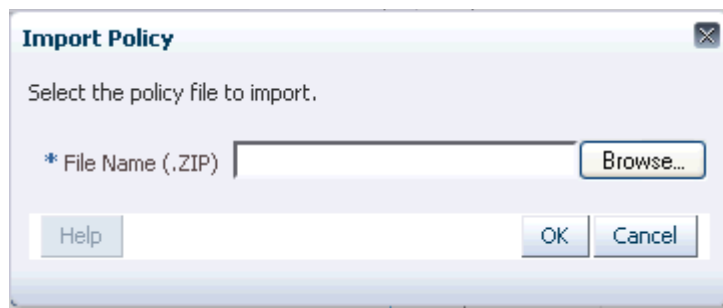 Import Policy
Select the policy file to import.
* File Name (.ZIP) Browse...
Help OK Cancel